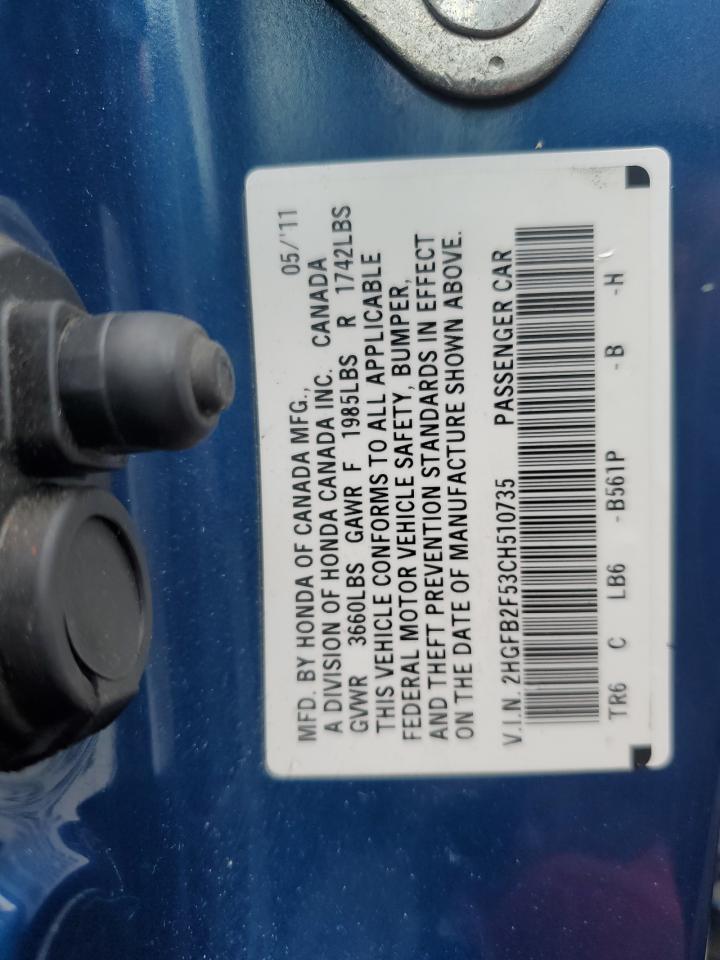 MFD. BY HONDA OF CANADA MFG., 05/'11
A DIVISION OF HONDA CANADA INC. CANADA
GVWR 3660LBS GAWR F 1985LBS R 1742LBS
THIS VEHICLE CONFORMS TO ALL APPLICABLE
FEDERAL MOTOR VEHICLE SAFETY, BUMPER,
AND THEFT PREVENTION STANDARDS IN EFFECT
ON THE DATE OF MANUFACTURE SHOWN ABOVE.
V.I.N. 2HGFB2F53CH510735 PASSENGER CAR
TR6 C LB6 -B561P -B -H